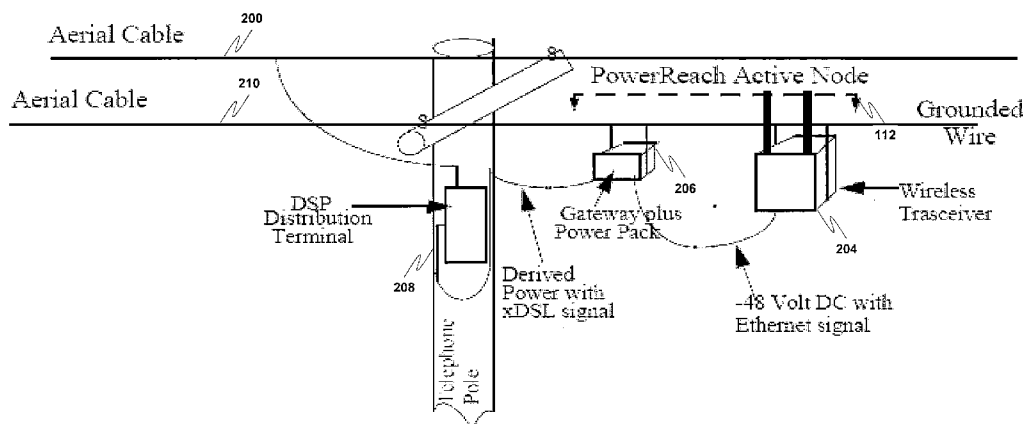 200
Aerial Cable
210
Aerial Cable
PowerReach Active Node
112
Grounded
Wire
206
DSP
Distribution
Terminal
Gateway plus
Power Pack
Wireless
Trasceiver
204
208
Derived
Power with
xDSL signal
-48 Volt DC with
Ethernet signal
Telephone
Pole